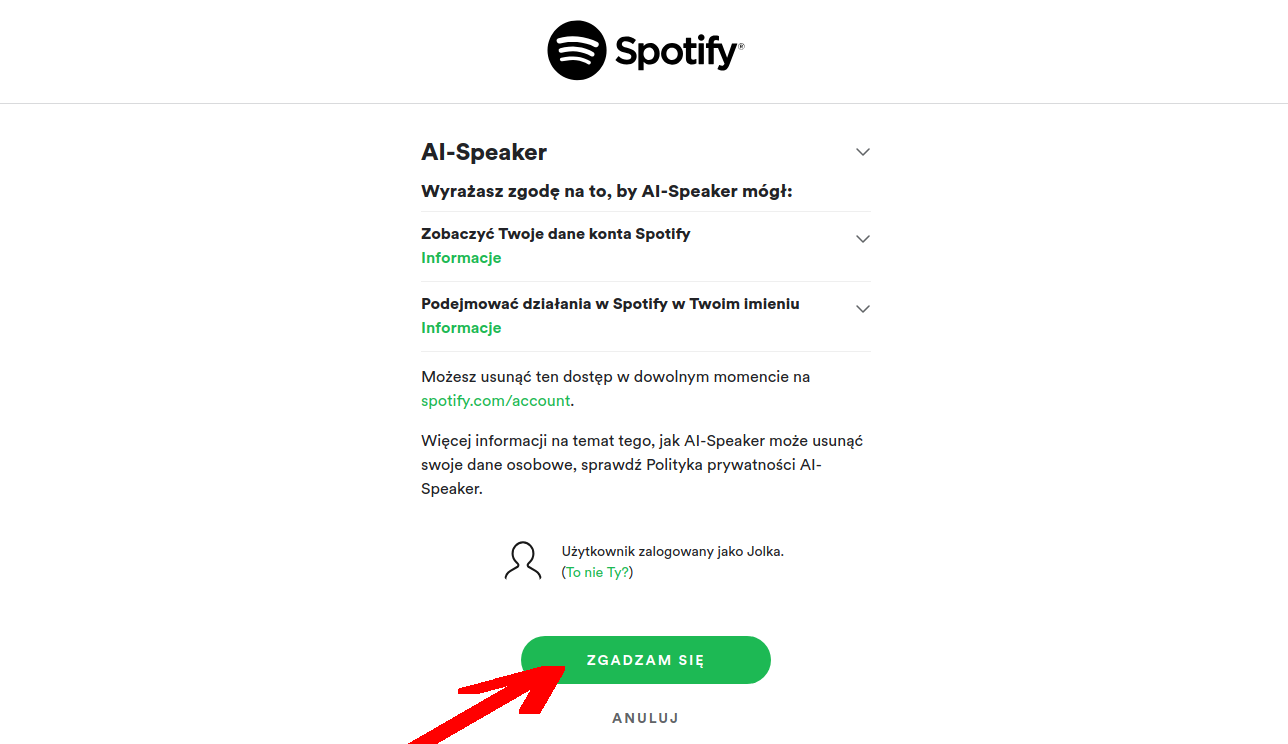 Spotify®
AI-Speaker
Wyrażasz zgodę na to, by AI-Speaker mógł:
Zobaczyć Twoje dane konta Spotify
Informacje
Podejmować działania w Spotify w Twoim imieniu
Informacje
Możesz usunąć ten dostęp w dowolnym momencie na
spotify.com/account.
Więcej informacji na temat tego, jak AI-Speaker może usunąć
swoje dane osobowe, sprawdź Polityka prywatności AI-
Speaker.
Użytkownik zalogowany jako Jolka.
(To nie Ty?)
ZGADZAM SIĘ
ANULUJ